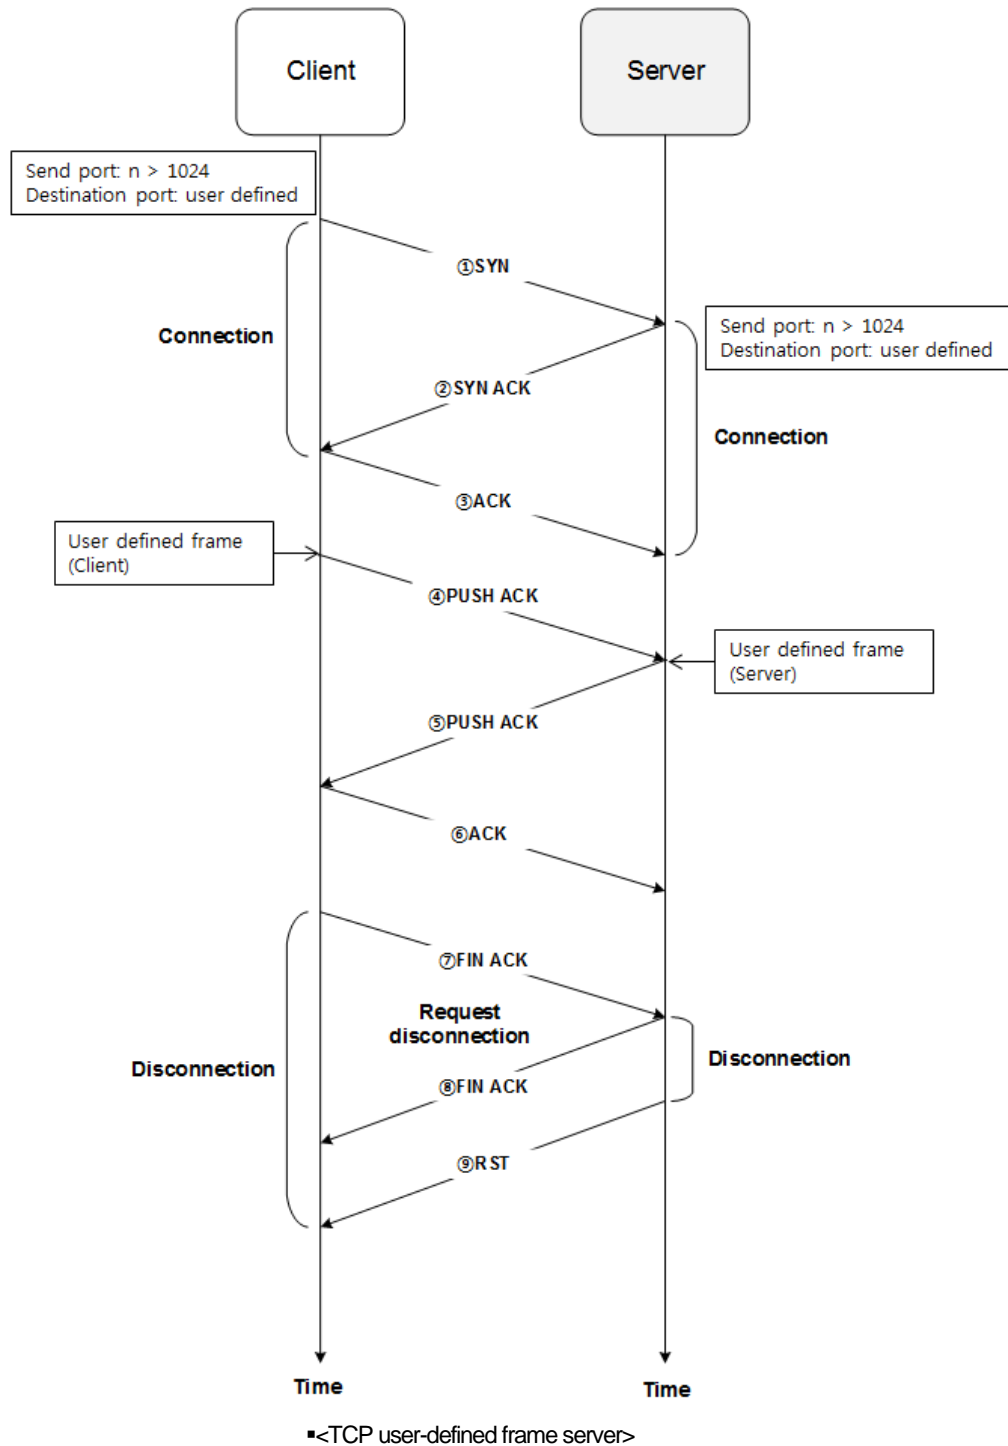 Client
Server
Send port: n > 1024
Destination port: user defined
①SYN
Send port: n > 1024
Destination port: user defined
Connection
②SYN ACK
Connection
③ACK
User defined frame
(Client)
④PUSH ACK
User defined frame
(Server)
⑤PUSH ACK
⑥ACK
⑦FIN ACK
Request
disconnection
Disconnection
Disconnection
⑧FIN ACK
⑨RST
Time
Time
▪<TCP user-defined frame server>